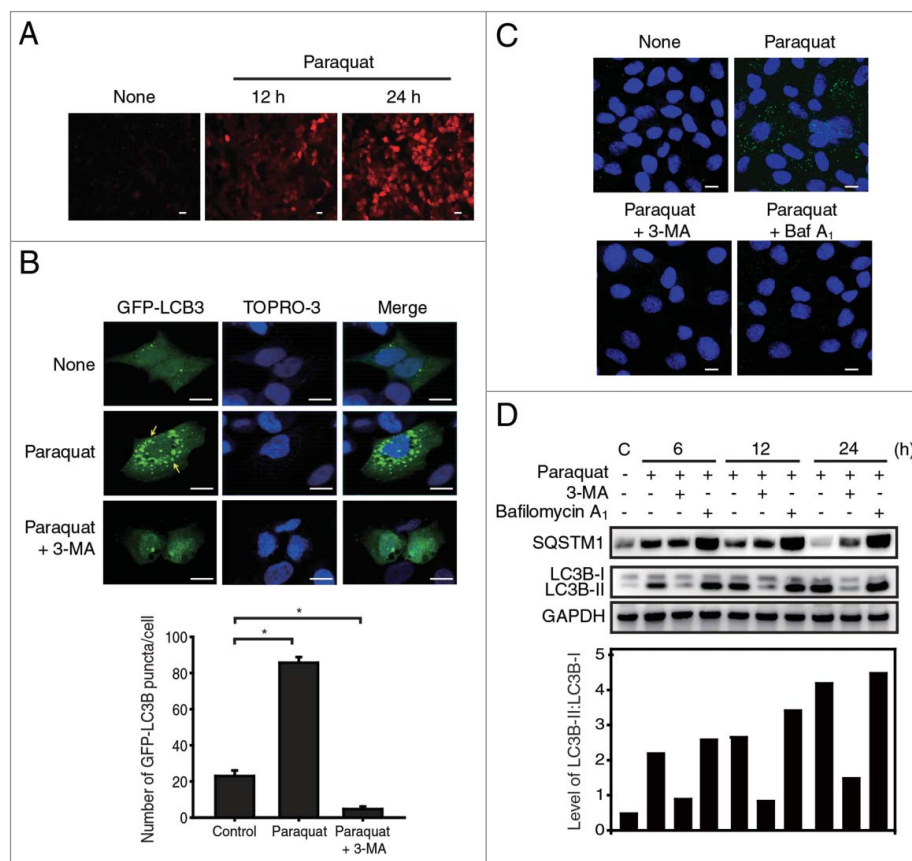 A
Paraquat
None 12 h 24 h
B
GFP-LCB3 TOPRO-3 Merge
None
Paraquat
Paraquat
+ 3-MA
Number of GFP-LC3B puncta/cell
100
80
60
40
20
0
* *
Control Paraquat Paraquat
+ 3-MA
C
None Paraquat
Paraquat
+ 3-MA
Paraquat
+ Baf A₁
D
C 6 12 24 (h)
Paraquat - + + + + + + + + +
3-MA - - + - - + - - + -
Bafilomycin A₁ - - - + - - + - - +
SQSTM1
LC3B-I
LC3B-II
GAPDH
Level of LC3B-II:LC3B-I
5
4
3
2
1
0